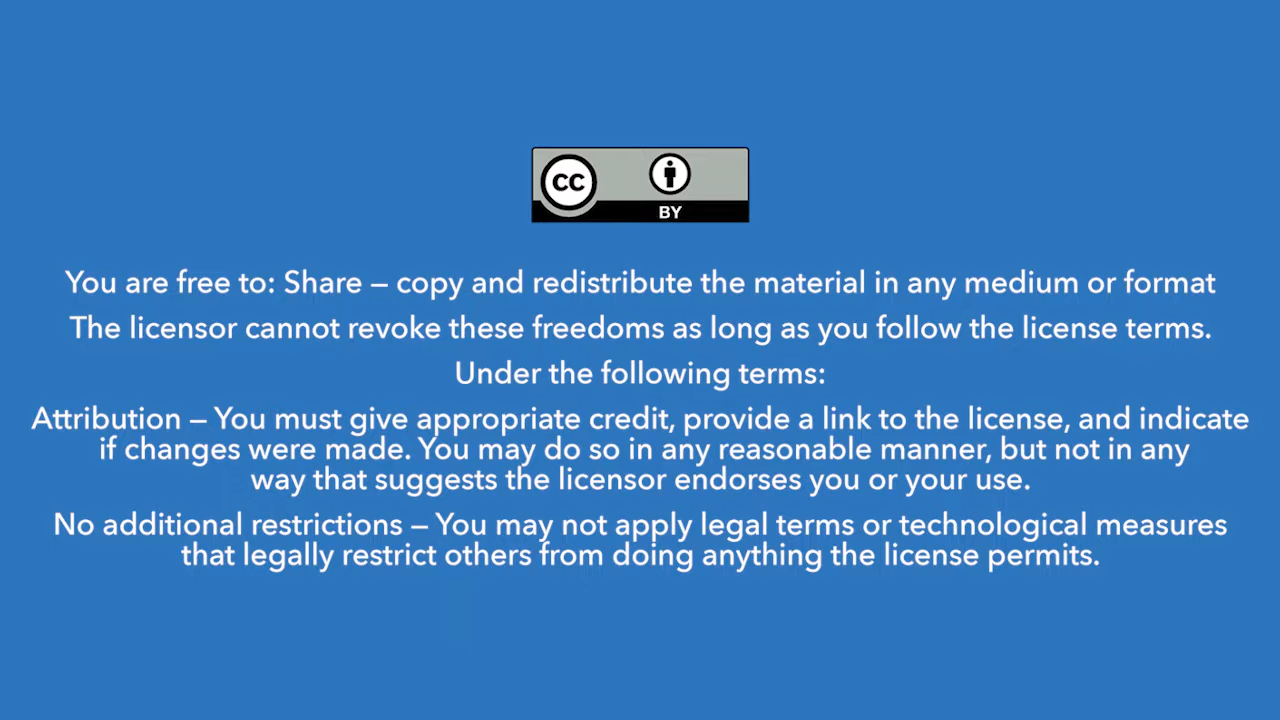 CC
BY
You are free to: Share – copy and redistribute the material in any medium or format
The licensor cannot revoke these freedoms as long as you follow the license terms.
Under the following terms:
Attribution – You must give appropriate credit, provide a link to the license, and indicate
if changes were made. You may do so in any reasonable manner, but not in any
way that suggests the licensor endorses you or your use.
No additional restrictions – You may not apply legal terms or technological measures
that legally restrict others from doing anything the license permits.